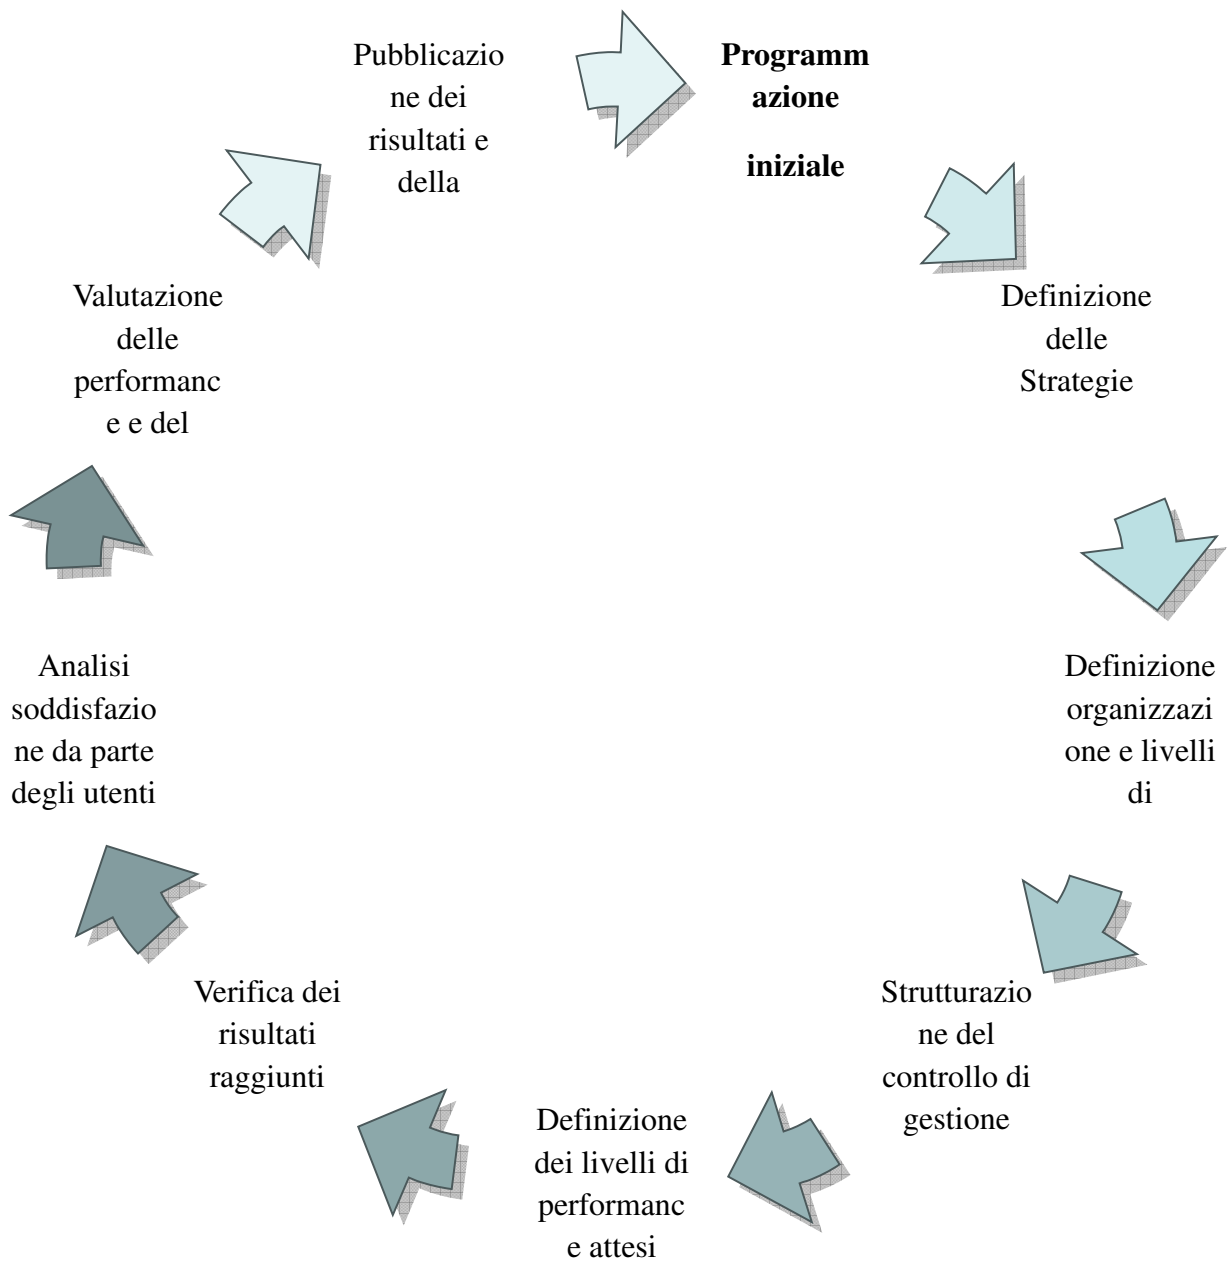 Pubblicazio
ne dei
risultati e
della
Programm
azione
iniziale
Definizione
delle
Strategie
Definizione
organizzazi
one e livelli
di
Strutturazio
ne del
controllo di
gestione
Definizione
dei livelli di
performanc
e attesi
Verifica dei
risultati
raggiunti
Analisi
soddisfazio
ne da parte
degli utenti
Valutazione
delle
performanc
e e del